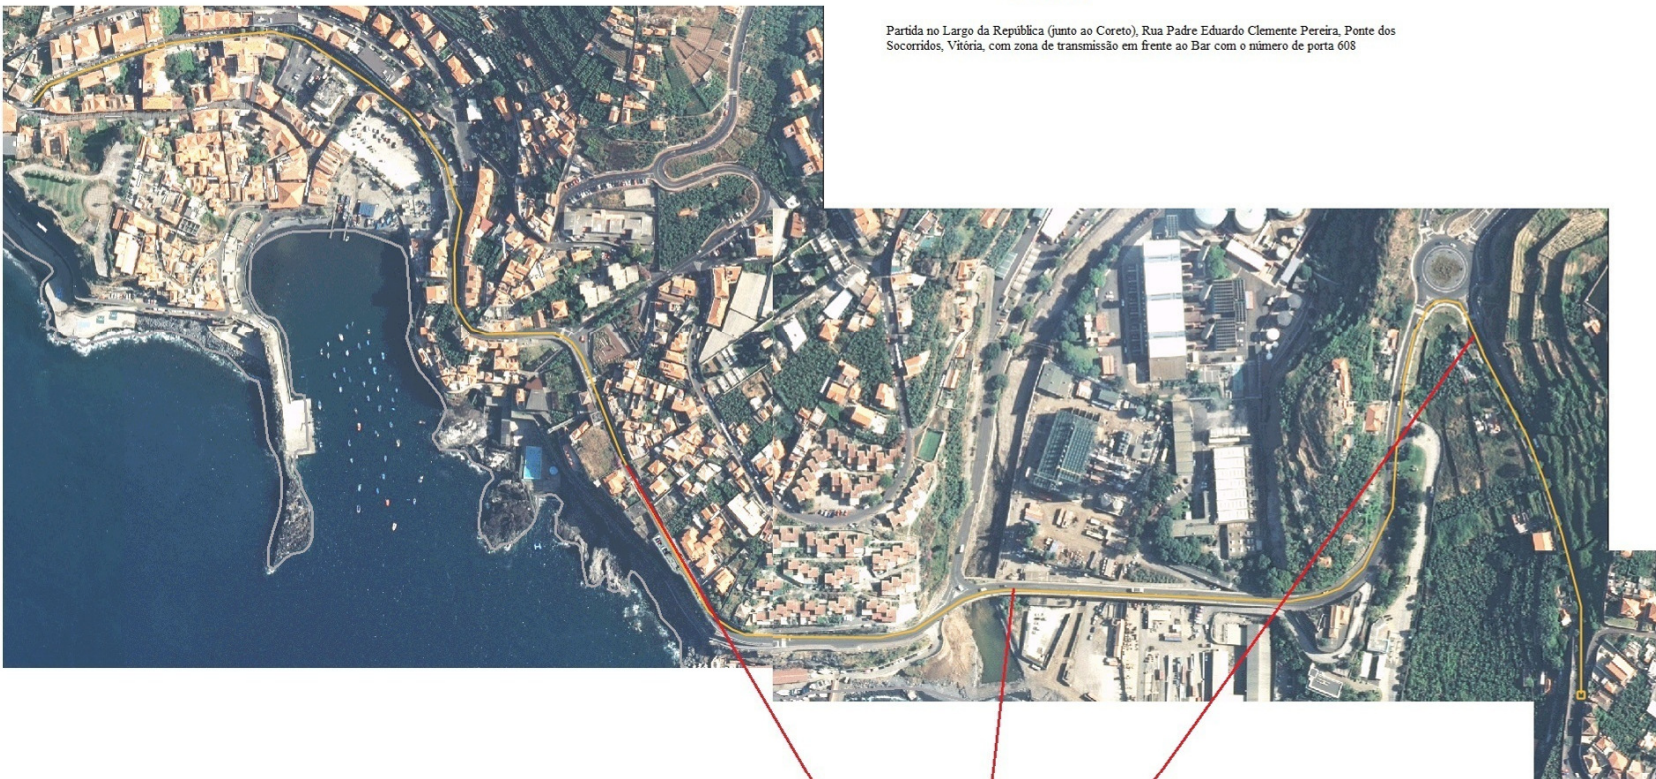 Partida no Largo da República (junto ao Coreto), Rua Padre Eduardo Clemente Pereira, Ponte dos
Socorridos, Vitória, com zona de transmissão em frente ao Bar com o número de porta 608